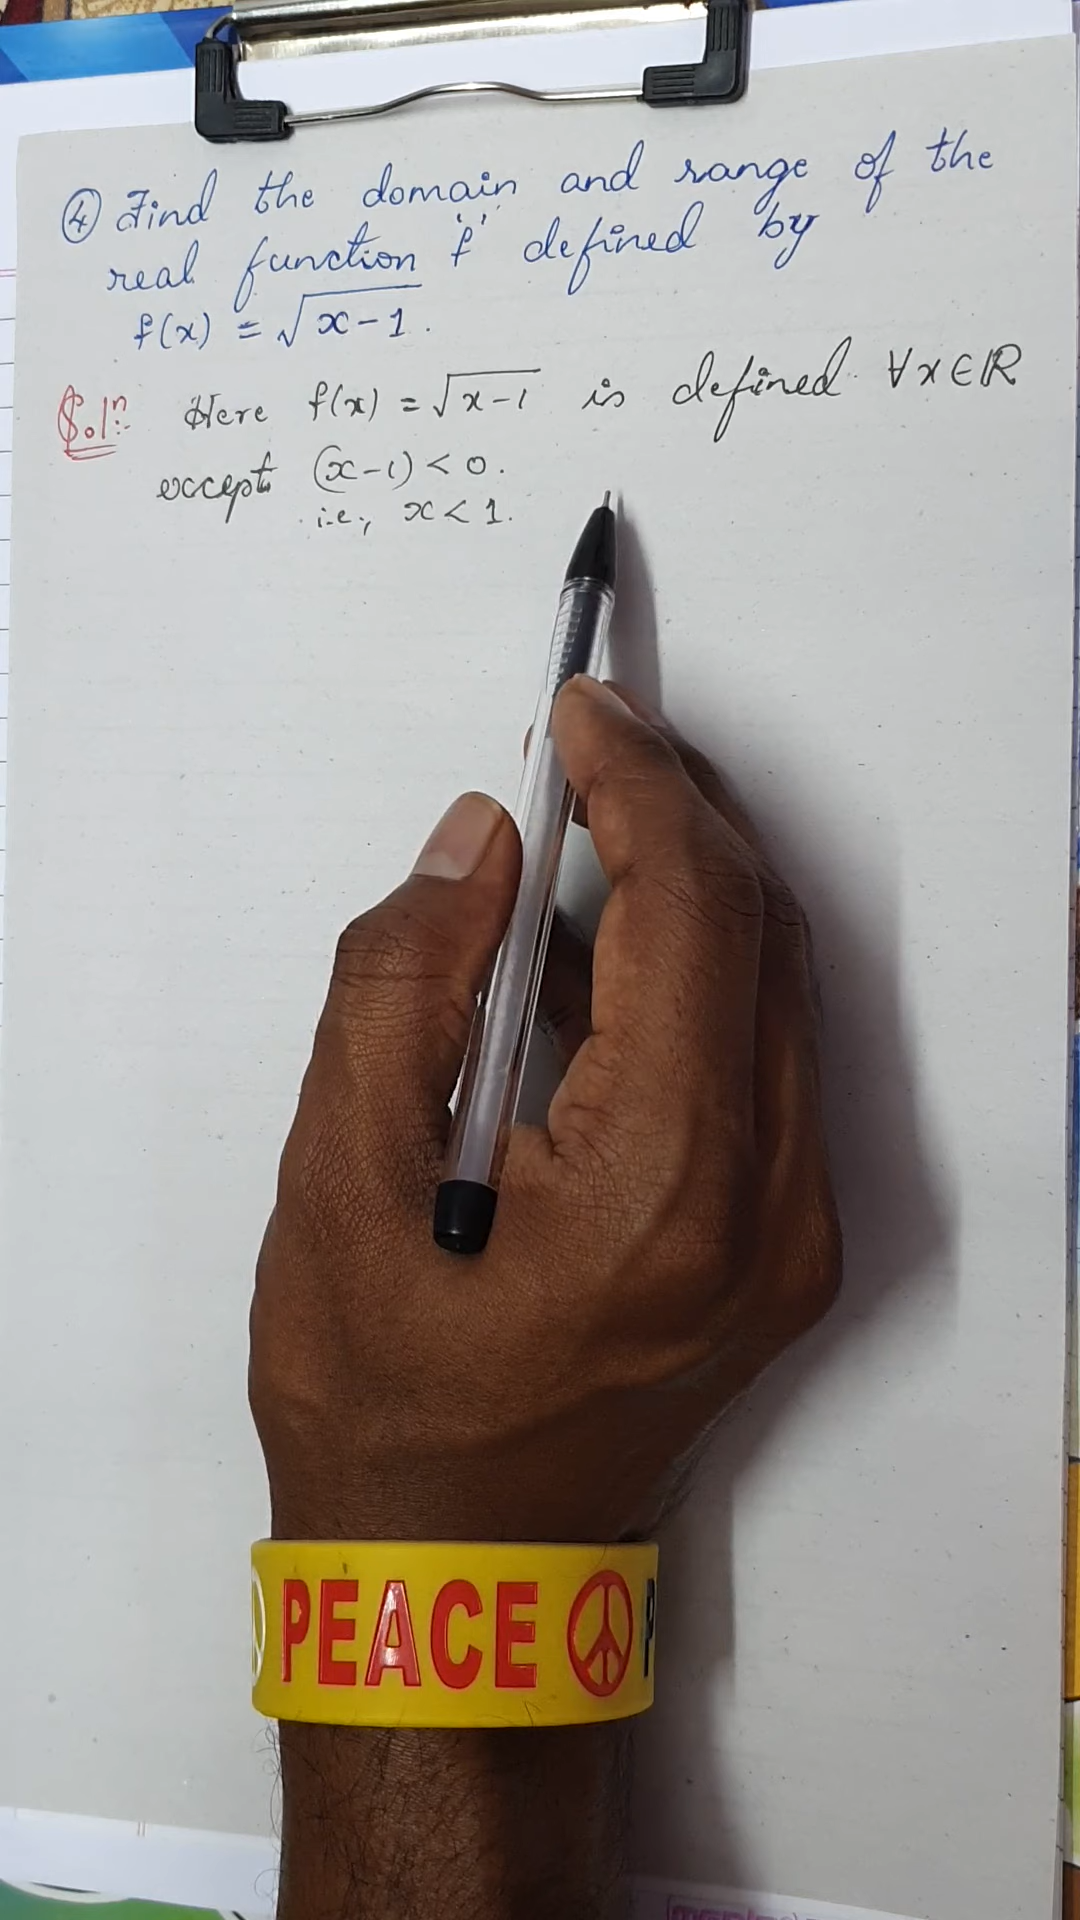 ④ Find the domain and range of the
real function 'f' defined by
f(x) = √x-1 .
Solⁿ:- Here f(x) = √x-1 is defined ∀x∈ℝ
except (x-1) < 0.
i.e., x < 1.
PEACE ☮ P